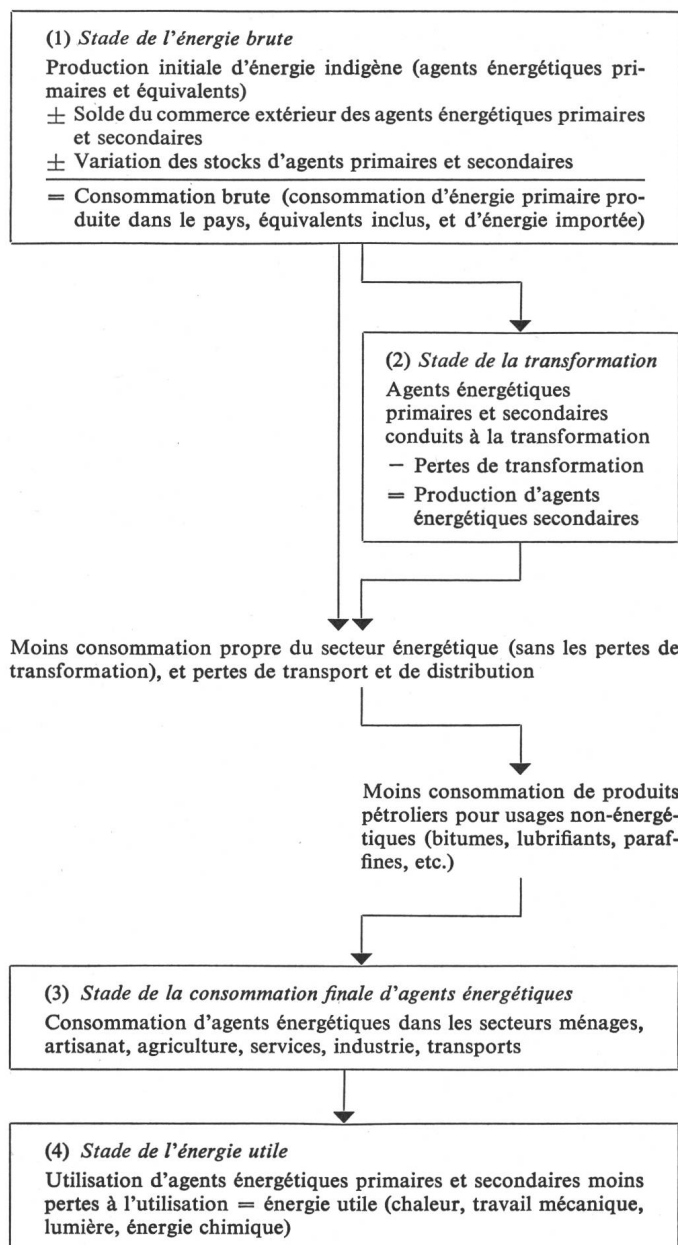 (1) Stade de l'énergie brute
Production initiale d'énergie indigène (agents énergétiques pri-
maires et équivalents)
± Solde du commerce extérieur des agents énergétiques primaires
et secondaires
± Variation des stocks d'agents primaires et secondaires
= Consommation brute (consommation d'énergie primaire pro-
duite dans le pays, équivalents inclus, et d'énergie importée)
(2) Stade de la transformation
Agents énergétiques
primaires et secondaires
conduits à la transformation
− Pertes de transformation
= Production d'agents
énergétiques secondaires
Moins consommation propre du secteur énergétique (sans les pertes de
transformation), et pertes de transport et de distribution
Moins consommation de produits
pétroliers pour usages non-énergé-
tiques (bitumes, lubrifiants, paraf-
fines, etc.)
(3) Stade de la consommation finale d'agents énergétiques
Consommation d'agents énergétiques dans les secteurs ménages,
artisanat, agriculture, services, industrie, transports
(4) Stade de l'énergie utile
Utilisation d'agents énergétiques primaires et secondaires moins
pertes à l'utilisation = énergie utile (chaleur, travail mécanique,
lumière, énergie chimique)